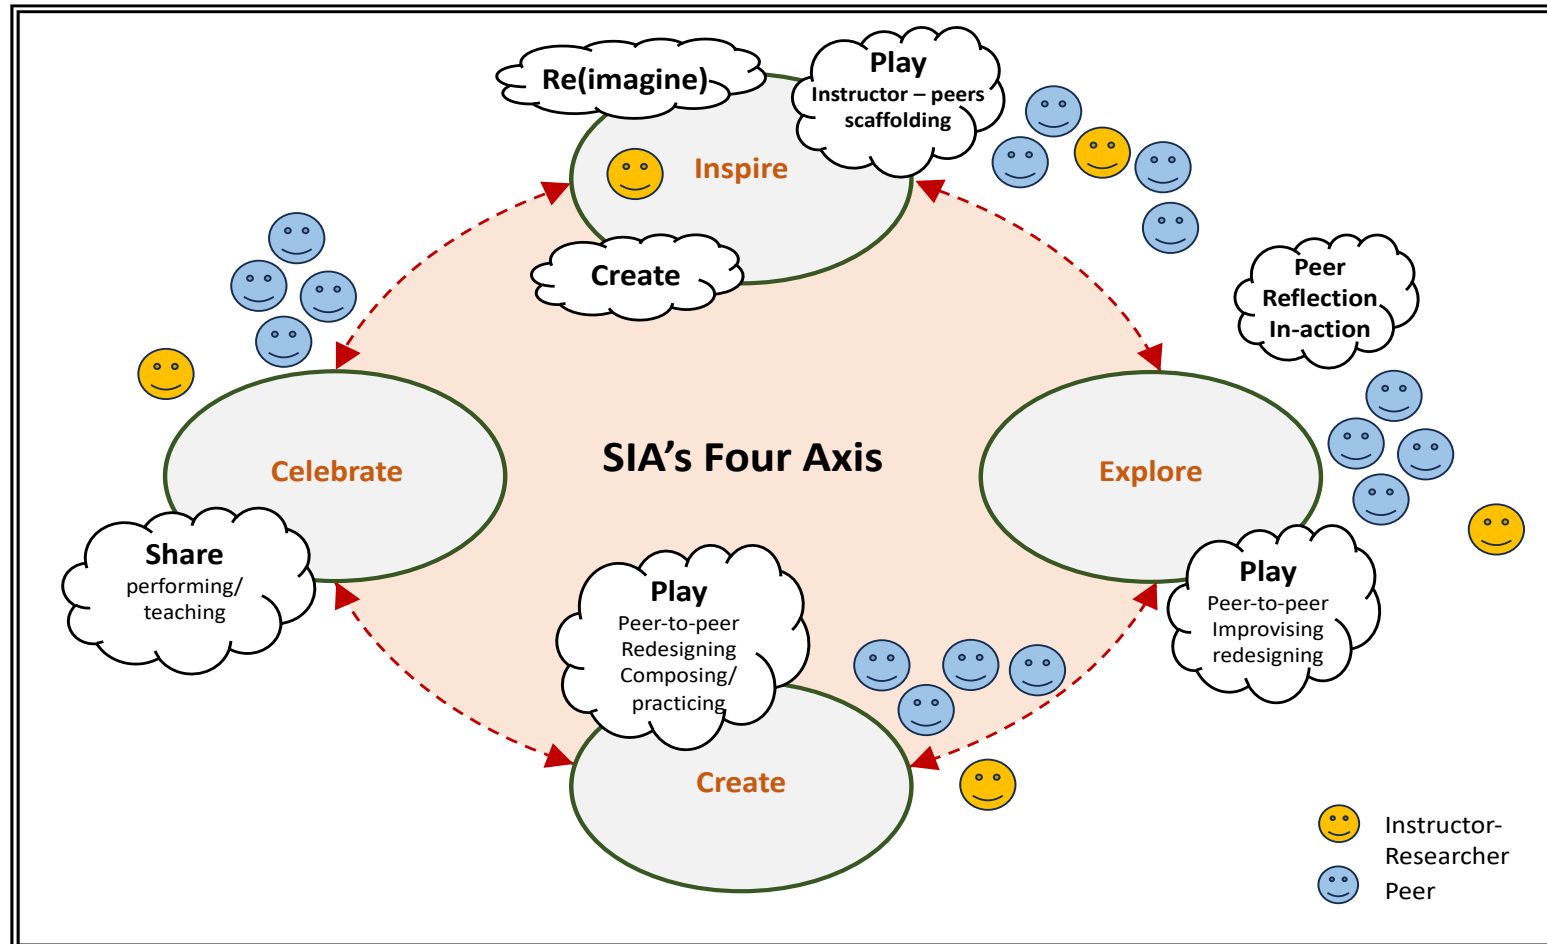 Re(imagine)
Play
Instructor – peers
scaffolding
Inspire
Create
Peer
Reflection
In-action
Celebrate
SIA’s Four Axis
Explore
Share
performing/
teaching
Play
Peer-to-peer
Redesigning
Composing/
practicing
Play
Peer-to-peer
Improvising
redesigning
Create
Instructor-
Researcher
Peer